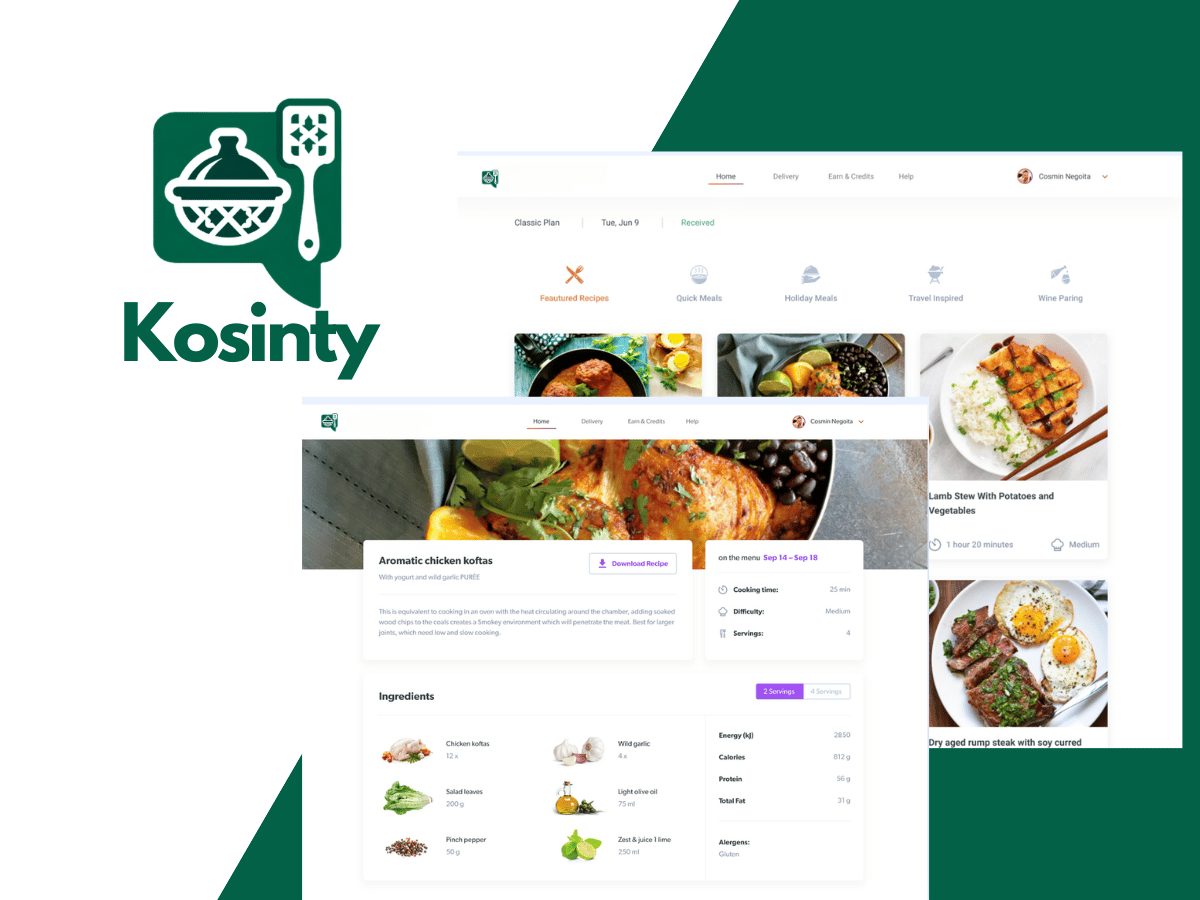 Kosinty
Home
Delivery
Earn & Credits
Help
Cosmin Negoita
Classic Plan
Tue, Jun 9
Received
Feautured Recipes
Quick Meals
Holiday Meals
Travel Inspired
Wine Paring
Lamb Stew With Potatoes and
Vegetables
1 hour 20 minutes
Medium
Dry aged rump steak with soy curred
Home
Delivery
Earn & Credits
Help
Cosmin Negoita
Aromatic chicken koftas
With yogurt and wild garlic PURÉE
Download Recipe
This is equivalent to cooking in an oven with the heat circulating around the chamber, adding soaked
wood chips to the coals creates a Smokey environment which will penetrate the meat. Best for larger
joints, which need low and slow cooking.
on the menu Sep 14 – Sep 18
Cooking time:
25 min
Difficulty:
Medium
Servings:
4
Ingredients
2 Servings
4 Servings
Chicken koftas
12 x
Wild garlic
4 x
Salad leaves
200 g
Light olive oil
75 ml
Pinch pepper
50 g
Zest & juice 1 lime
250 ml
Energy (kJ)
2850
Calories
812 g
Protein
56 g
Total Fat
31 g
Alergens:
Gluten